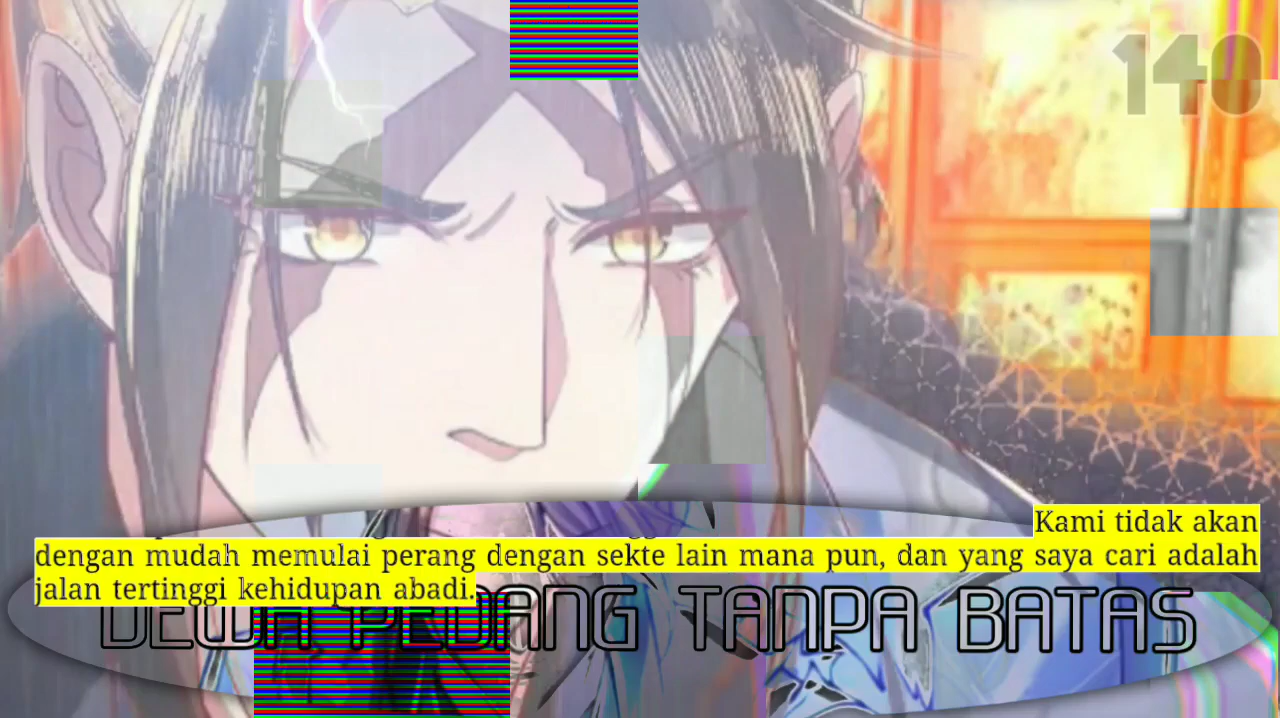 140
Kami tidak akan
dengan mudah memulai perang dengan sekte lain mana pun, dan yang saya cari adalah
jalan tertinggi kehidupan abadi.
DEWA PEDANG TANPA BATAS